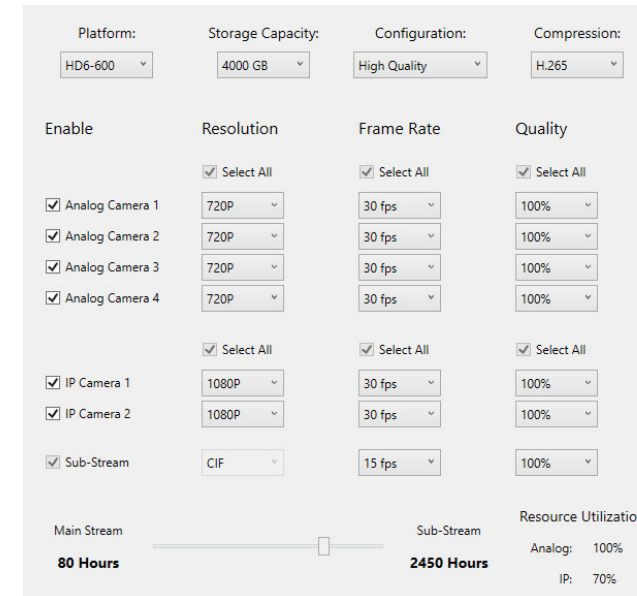 Platform: Storage Capacity: Configuration: Compression:
HD6-600 4000 GB High Quality H.265
Enable Resolution Frame Rate Quality
Select All Select All Select All
Analog Camera 1 720P 30 fps 100%
Analog Camera 2 720P 30 fps 100%
Analog Camera 3 720P 30 fps 100%
Analog Camera 4 720P 30 fps 100%
Select All Select All Select All
IP Camera 1 1080P 30 fps 100%
IP Camera 2 1080P 30 fps 100%
Sub-Stream CIF 15 fps 100%
Resource Utilizatio
Main Stream Sub-Stream
Analog: 100%
80 Hours 2450 Hours
IP: 70%